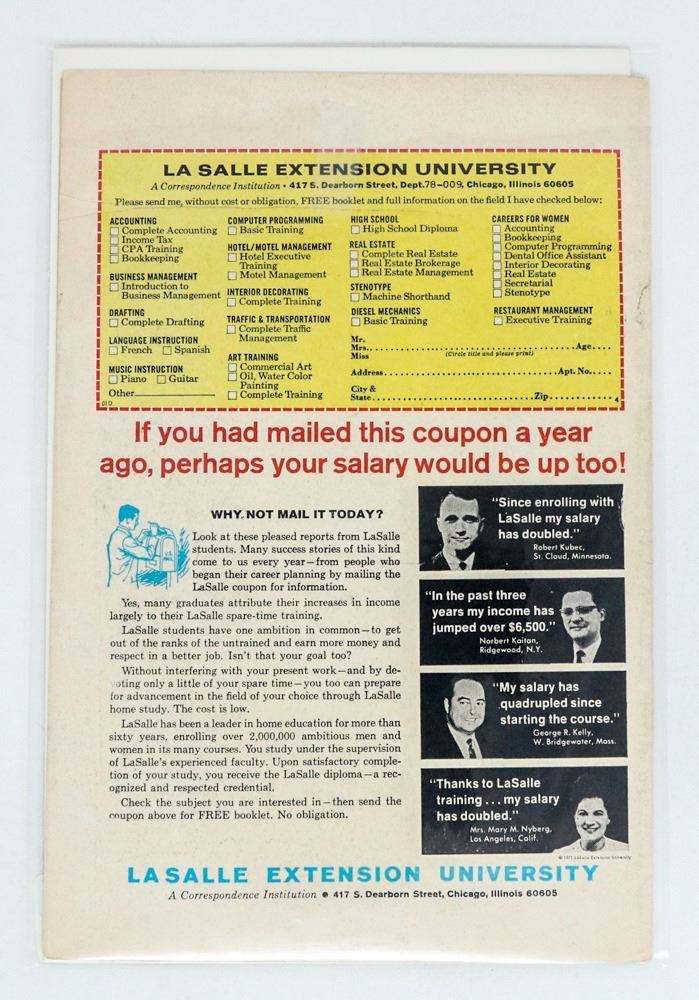 LA SALLE EXTENSION UNIVERSITY
A Correspondence Institution • 417 S. Dearborn Street, Dept.78-009, Chicago, Illinois 60605
Please send me, without cost or obligation, FREE booklet and full information on the field I have checked below:
ACCOUNTING
Complete Accounting
Income Tax
CPA Training
Bookkeeping
BUSINESS MANAGEMENT
Introduction to
Business Management
DRAFTING
Complete Drafting
LANGUAGE INSTRUCTION
French Spanish
MUSIC INSTRUCTION
Piano Guitar
Other
01D
COMPUTER PROGRAMMING
Basic Training
HOTEL/MOTEL MANAGEMENT
Hotel Executive
Training
Motel Management
INTERIOR DECORATING
Complete Training
TRAFFIC & TRANSPORTATION
Complete Traffic
Management
ART TRAINING
Commercial Art
Oil, Water Color
Painting
Complete Training
HIGH SCHOOL
High School Diploma
REAL ESTATE
Complete Real Estate
Real Estate Brokerage
Real Estate Management
STENOTYPE
Machine Shorthand
DIESEL MECHANICS
Basic Training
CAREERS FOR WOMEN
Accounting
Bookkeeping
Computer Programming
Dental Office Assistant
Interior Decorating
Real Estate
Secretarial
Stenotype
RESTAURANT MANAGEMENT
Executive Training
Mr.
Mrs. Age
Miss (Circle title and please print)
Address Apt. No.
City &
State Zip 4
If you had mailed this coupon a year
ago, perhaps your salary would be up too!
WHY NOT MAIL IT TODAY?
Look at these pleased reports from LaSalle
students. Many success stories of this kind
come to us every year—from people who
began their career planning by mailing the
LaSalle coupon for information.
Yes, many graduates attribute their increases in income
largely to their LaSalle spare-time training.
LaSalle students have one ambition in common—to get
out of the ranks of the untrained and earn more money and
respect in a better job. Isn't that your goal too?
Without interfering with your present work—and by de-
voting only a little of your spare time—you too can prepare
for advancement in the field of your choice through LaSalle
home study. The cost is low.
LaSalle has been a leader in home education for more than
sixty years, enrolling over 2,000,000 ambitious men and
women in its many courses. You study under the supervision
of LaSalle's experienced faculty. Upon satisfactory comple-
tion of your study, you receive the LaSalle diploma—a rec-
ognized and respected credential.
Check the subject you are interested in—then send the
coupon above for FREE booklet. No obligation.
"Since enrolling with
LaSalle my salary
has doubled."
Robert Kubec,
St. Cloud, Minnesota.
"In the past three
years my income has
jumped over $6,500."
Norbert Kaitan,
Ridgewood, N.Y.
"My salary has
quadrupled since
starting the course."
George R. Kelly,
W. Bridgewater, Mass.
"Thanks to LaSalle
training...my salary
has doubled."
Mrs. Mary M. Nyberg,
Los Angeles, Calif.
© 1971 LaSalle Extension University
LASALLE EXTENSION UNIVERSITY
A Correspondence Institution • 417 S. Dearborn Street, Chicago, Illinois 60605